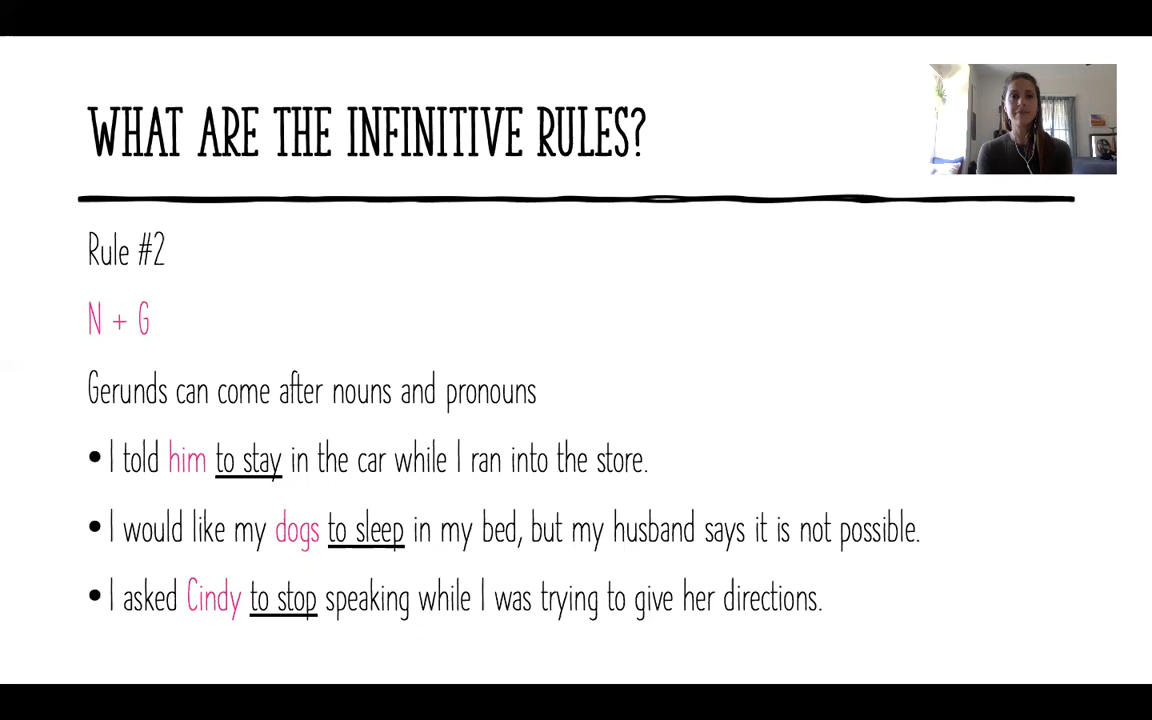 WHAT ARE THE INFINITIVE RULES?
Rule #2
N + G
Gerunds can come after nouns and pronouns
• I told him to stay in the car while I ran into the store.
• I would like my dogs to sleep in my bed, but my husband says it is not possible.
• I asked Cindy to stop speaking while I was trying to give her directions.